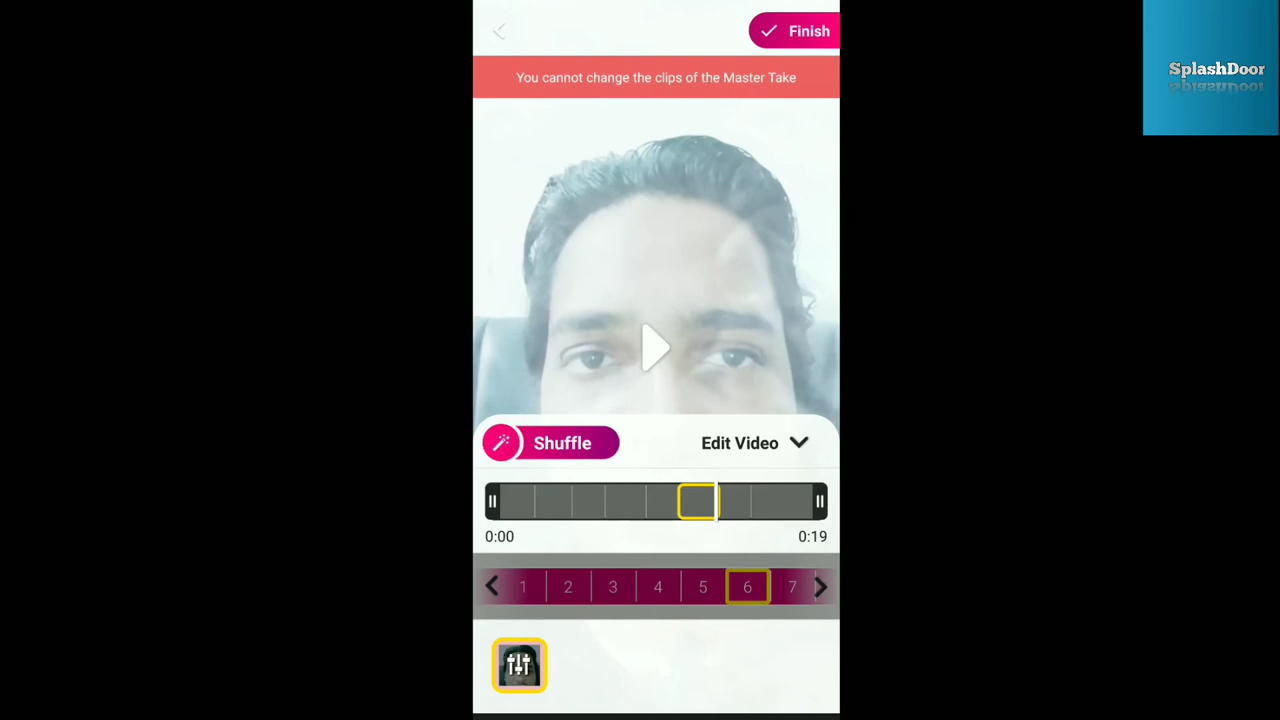 Finish
You cannot change the clips of the Master Take
SplashDoor
Shuffle
Edit Video
0:00
0:19
1 2 3 4 5 6 7